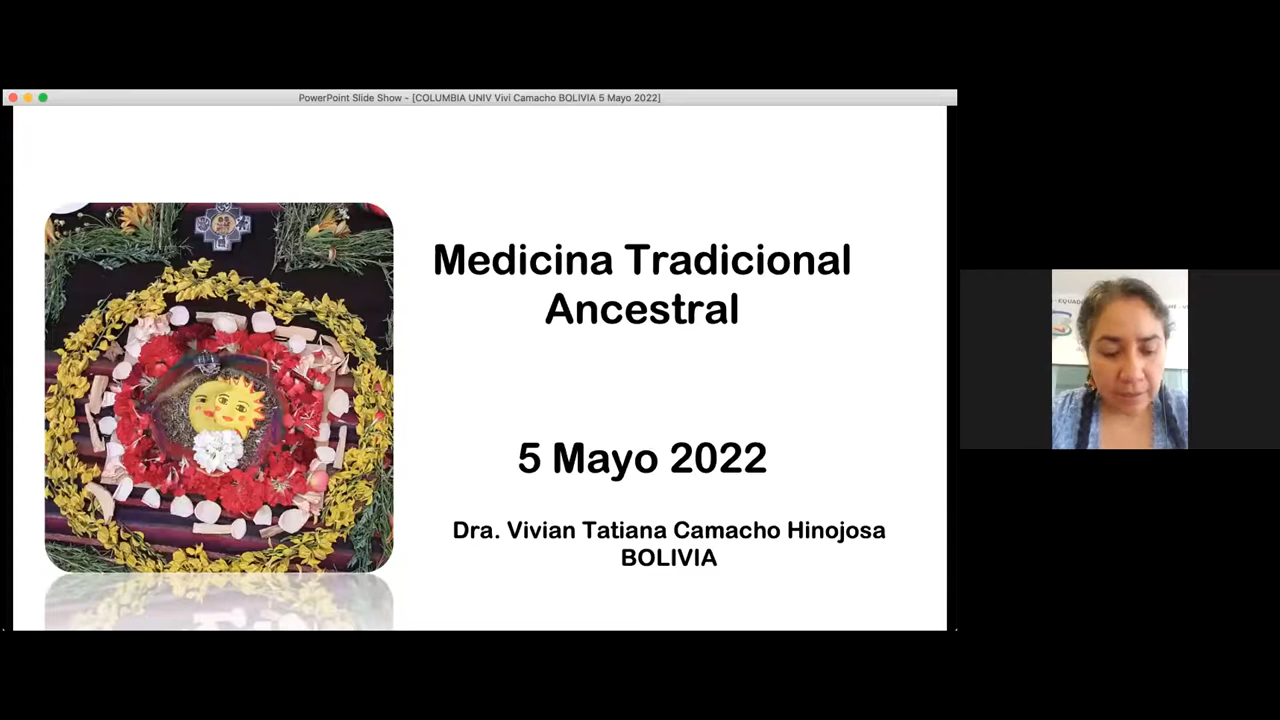 PowerPoint Slide Show - [COLUMBIA UNIV Vivi Camacho BOLIVIA 5 Mayo 2022]
Medicina Tradicional
Ancestral
5 Mayo 2022
Dra. Vivian Tatiana Camacho Hinojosa
BOLIVIA